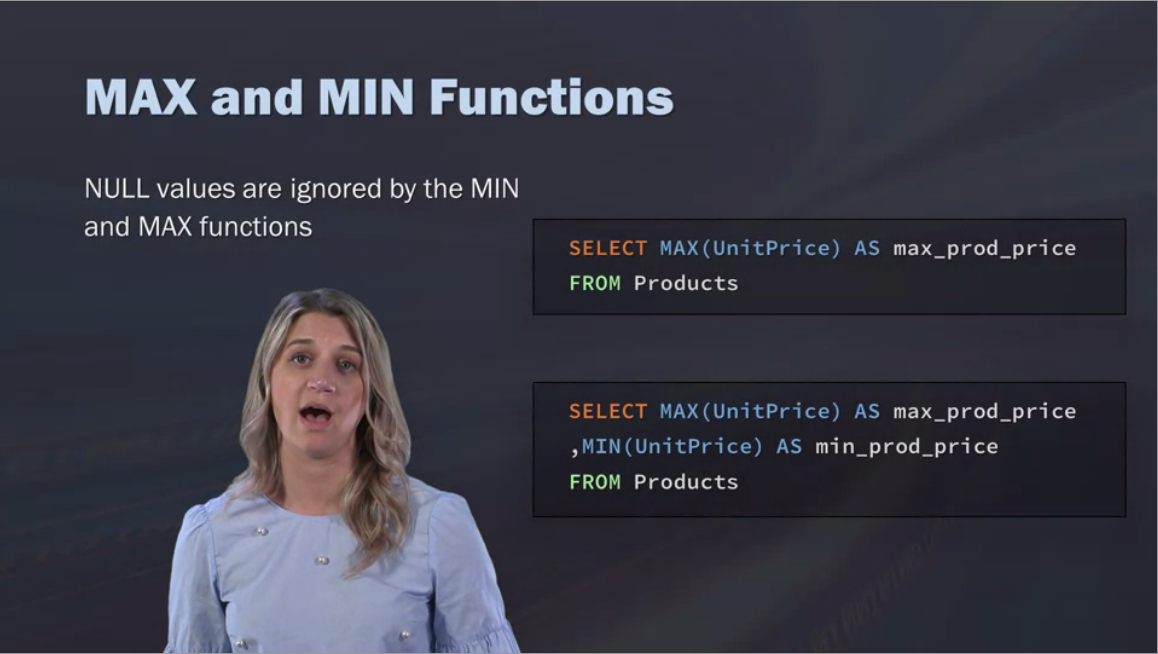 MAX and MIN Functions
NULL values are ignored by the MIN
and MAX functions
SELECT MAX(UnitPrice) AS max_prod_price
FROM Products
SELECT MAX(UnitPrice) AS max_prod_price
,MIN(UnitPrice) AS min_prod_price
FROM Products